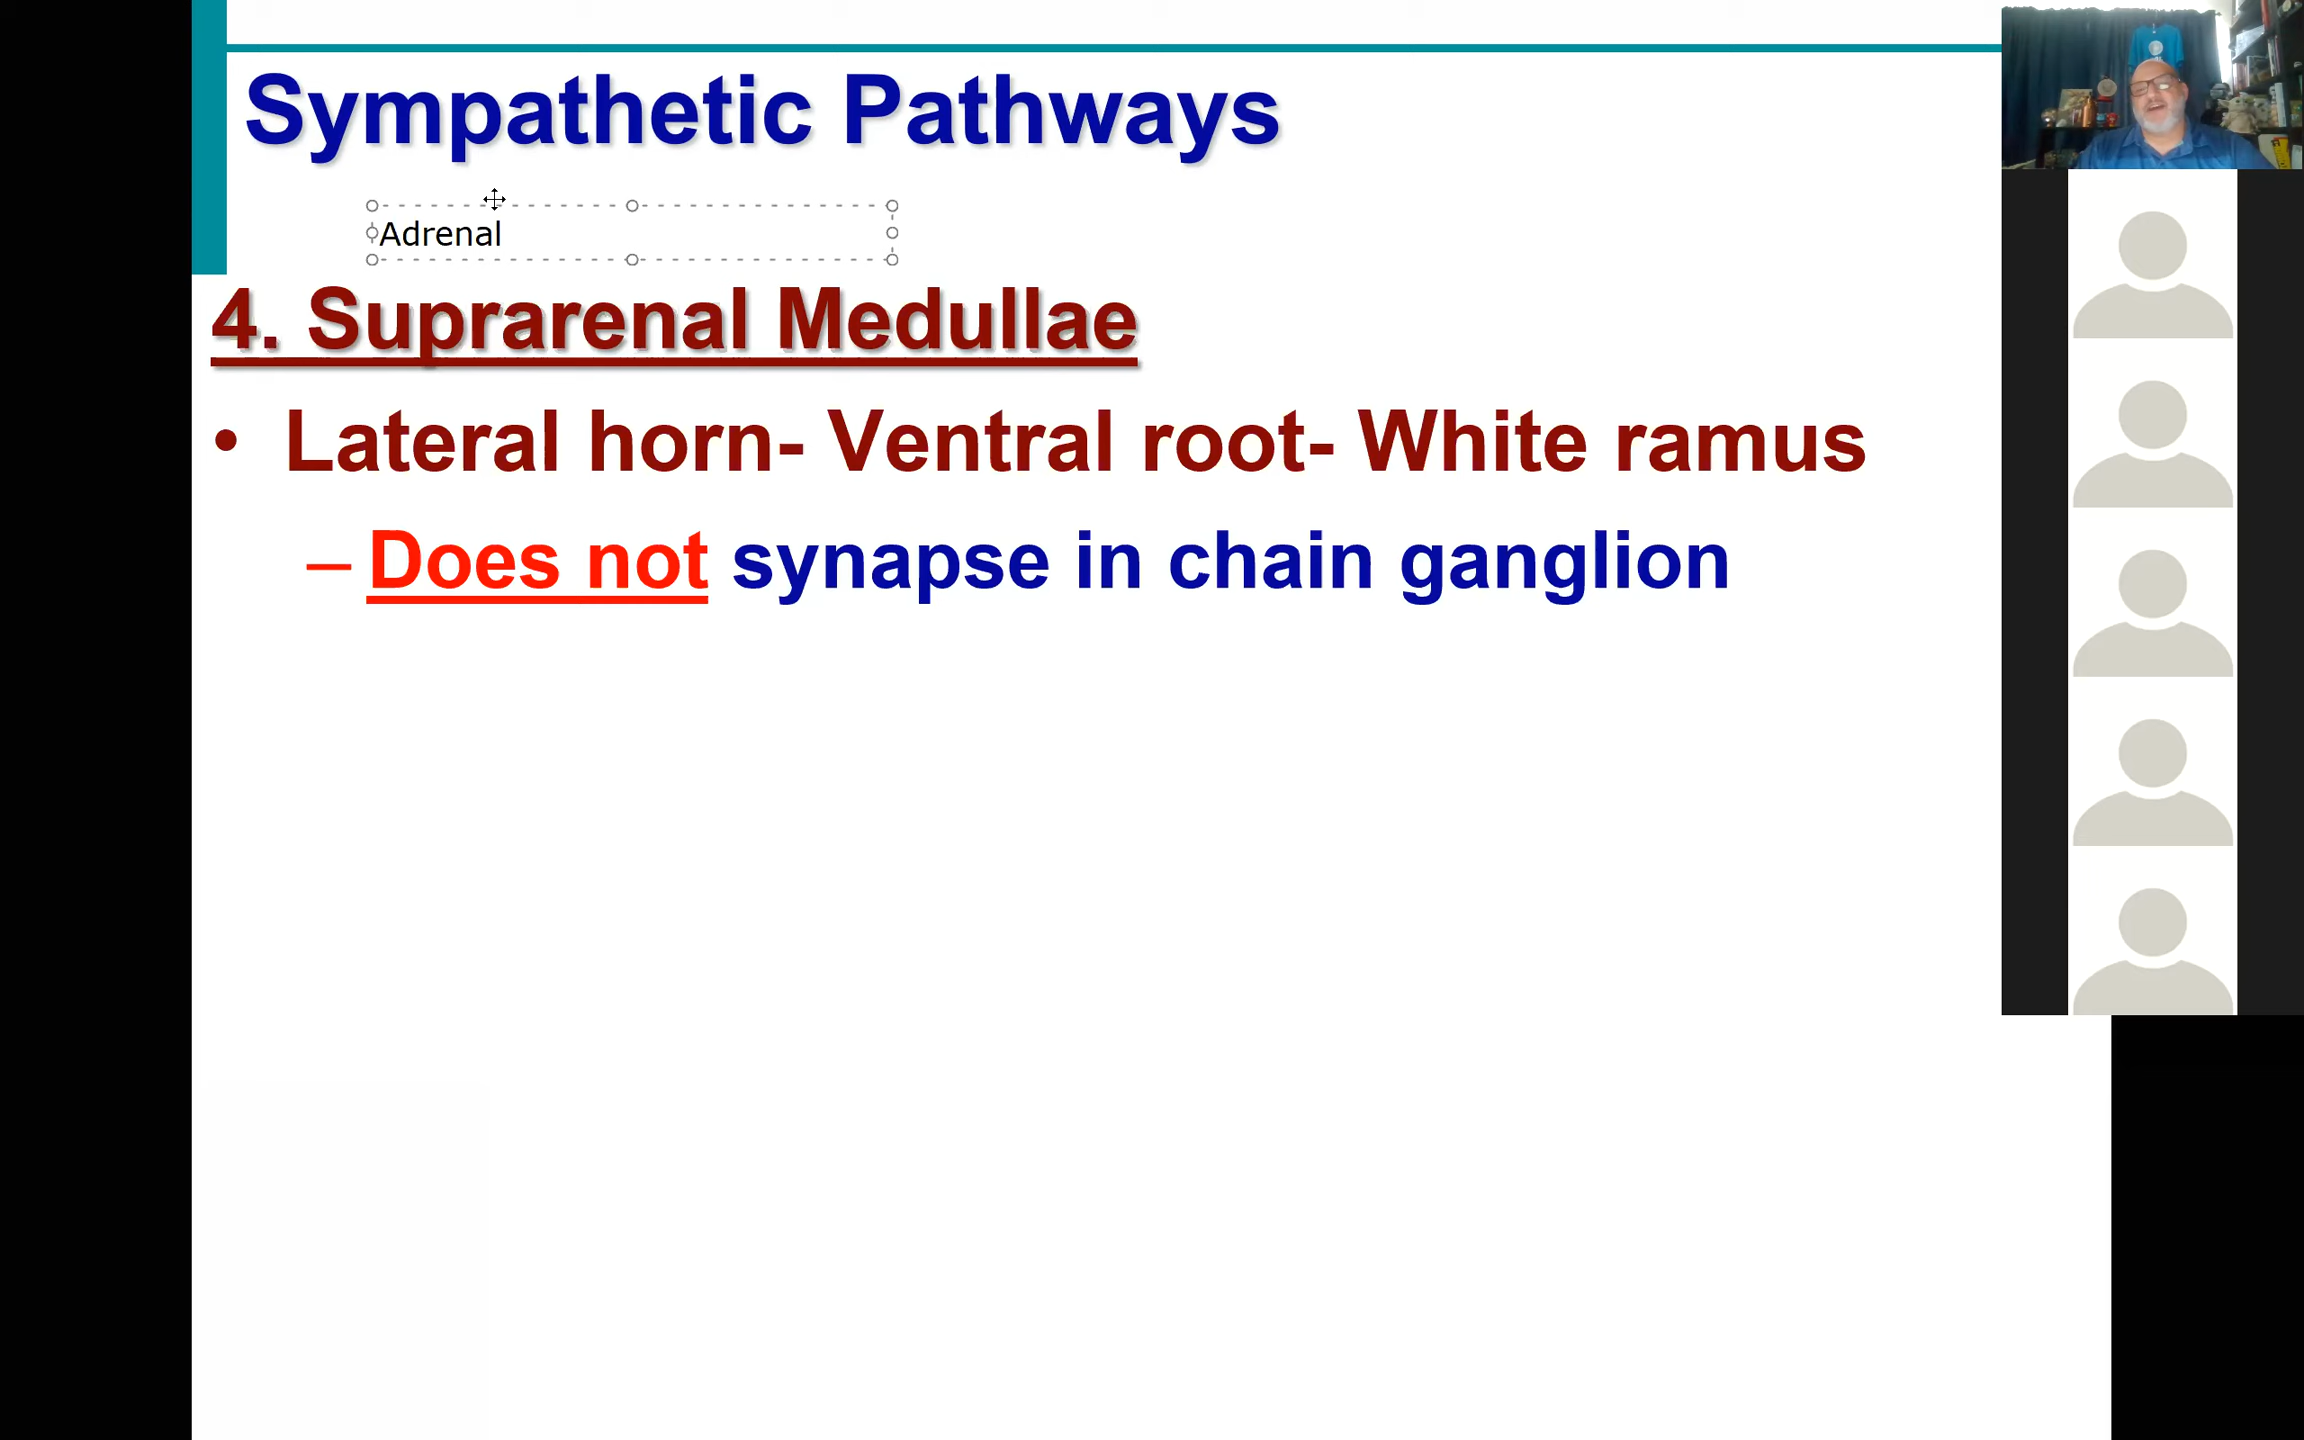 Sympathetic Pathways
Adrenal
4. Suprarenal Medullae
• Lateral horn- Ventral root- White ramus
– Does not synapse in chain ganglion